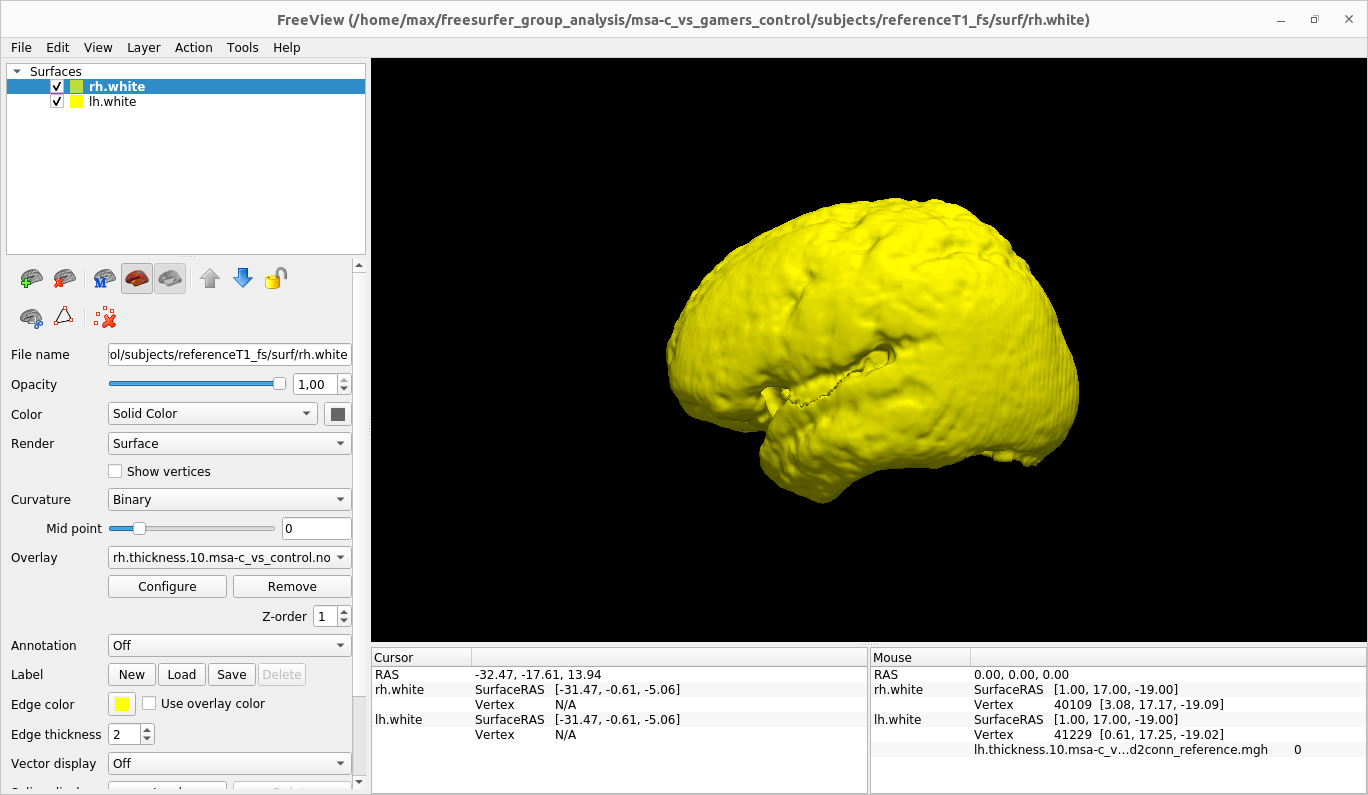 FreeView (/home/max/freesurfer_group_analysis/msa-c_vs_gamers_control/subjects/referenceT1_fs/surf/rh.white)
File Edit View Layer Action Tools Help
Surfaces
rh.white
lh.white
File name ol/subjects/referenceT1_fs/surf/rh.white
Opacity 1,00
Color Solid Color
Render Surface
Show vertices
Curvature Binary
Mid point 0
Overlay rh.thickness.10.msa-c_vs_control.no
Configure Remove
Z-order 1
Annotation Off
Label New Load Save Delete
Edge color Use overlay color
Edge thickness 2
Vector display Off
Cursor
RAS -32.47, -17.61, 13.94
rh.white SurfaceRAS [-31.47, -0.61, -5.06]
Vertex N/A
lh.white SurfaceRAS [-31.47, -0.61, -5.06]
Vertex N/A
Mouse
RAS 0.00, 0.00, 0.00
rh.white SurfaceRAS [1.00, 17.00, -19.00]
Vertex 40109 [3.08, 17.17, -19.09]
lh.white SurfaceRAS [1.00, 17.00, -19.00]
Vertex 41229 [0.61, 17.25, -19.02]
lh.thickness.10.msa-c_v...d2conn_reference.mgh 0